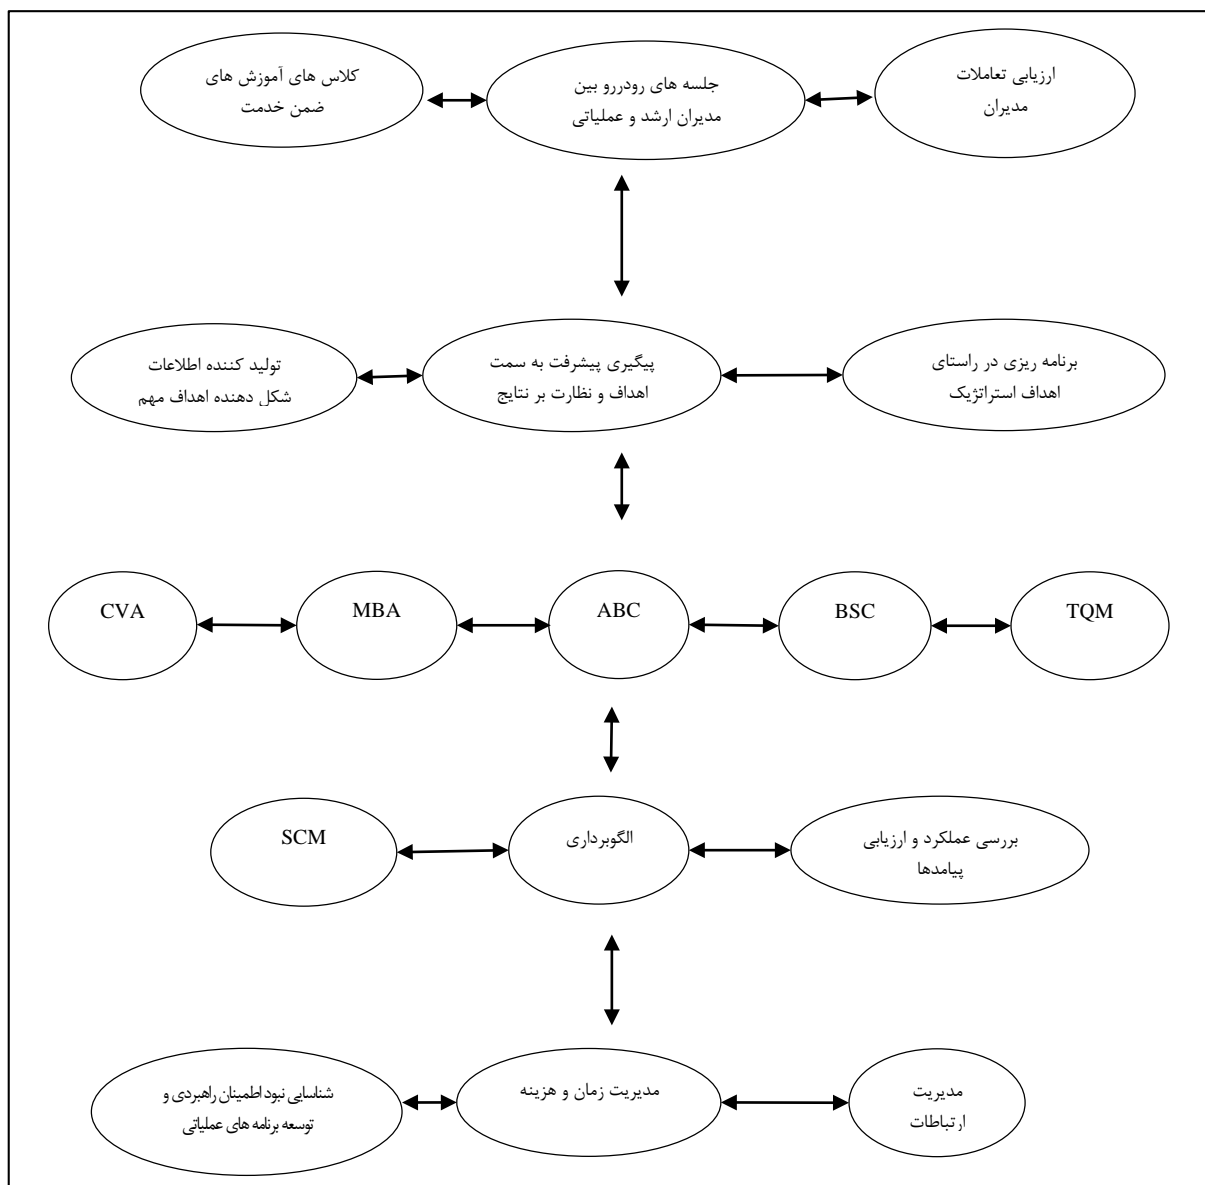 ارزیابی تعاملات
مدیران
جلسه های رودررو بین
مدیران ارشد و عملیاتی
کلاس های آموزش های
ضمن خدمت
برنامه ریزی در راستای
اهداف استراتژیک
پیگیری پیشرفت به سمت
اهداف و نظارت بر نتایج
تولید کننده اطلاعات
شکل دهنده اهداف مهم
TQM
BSC
ABC
MBA
CVA
بررسی عملکرد و ارزیابی
پیامدها
الگوبرداری
SCM
مدیریت
ارتباطات
مدیریت زمان و هزینه
شناسایی نبود اطمینان راهبردی و
توسعه برنامه های عملیاتی